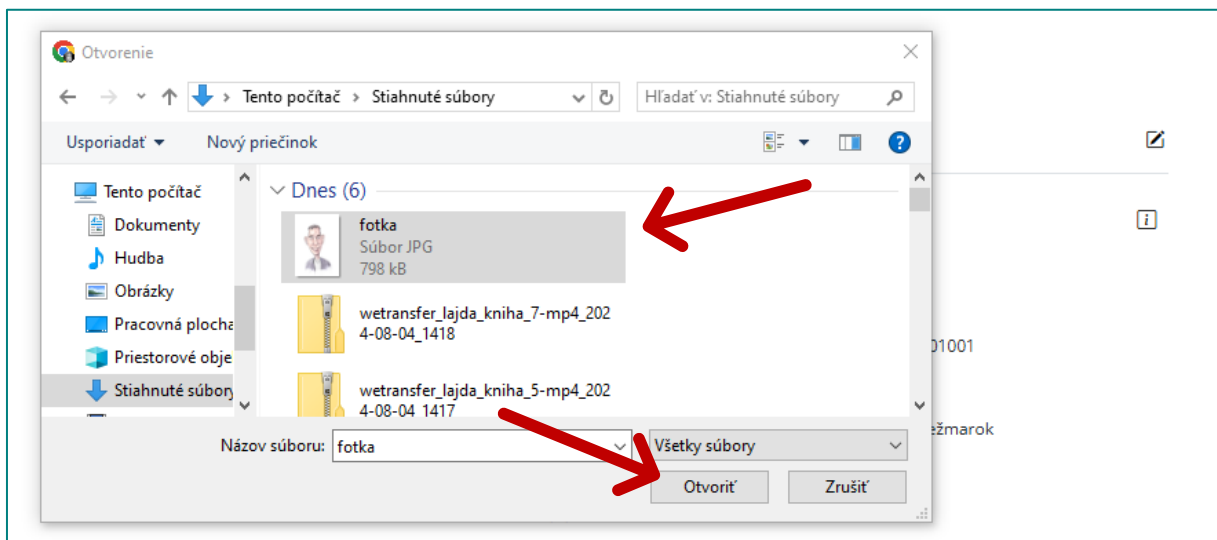 Otvorenie
Tento počítač > Stiahnuté súbory
Hľadať v: Stiahnuté súbory
Usporiadať
Nový priečinok
Tento počítač
Dokumenty
Hudba
Obrázky
Pracovná plocha
Priestorové obje
Stiahnuté súbory
Dnes (6)
fotka
Súbor JPG
798 kB
wetransfer_lajda_kniha_7-mp4_202
4-08-04_1418
wetransfer_lajda_kniha_5-mp4_202
4-08-04_1417
Názov súboru: fotka
Všetky súbory
Otvoriť
Zrušiť
01001
ežmarok